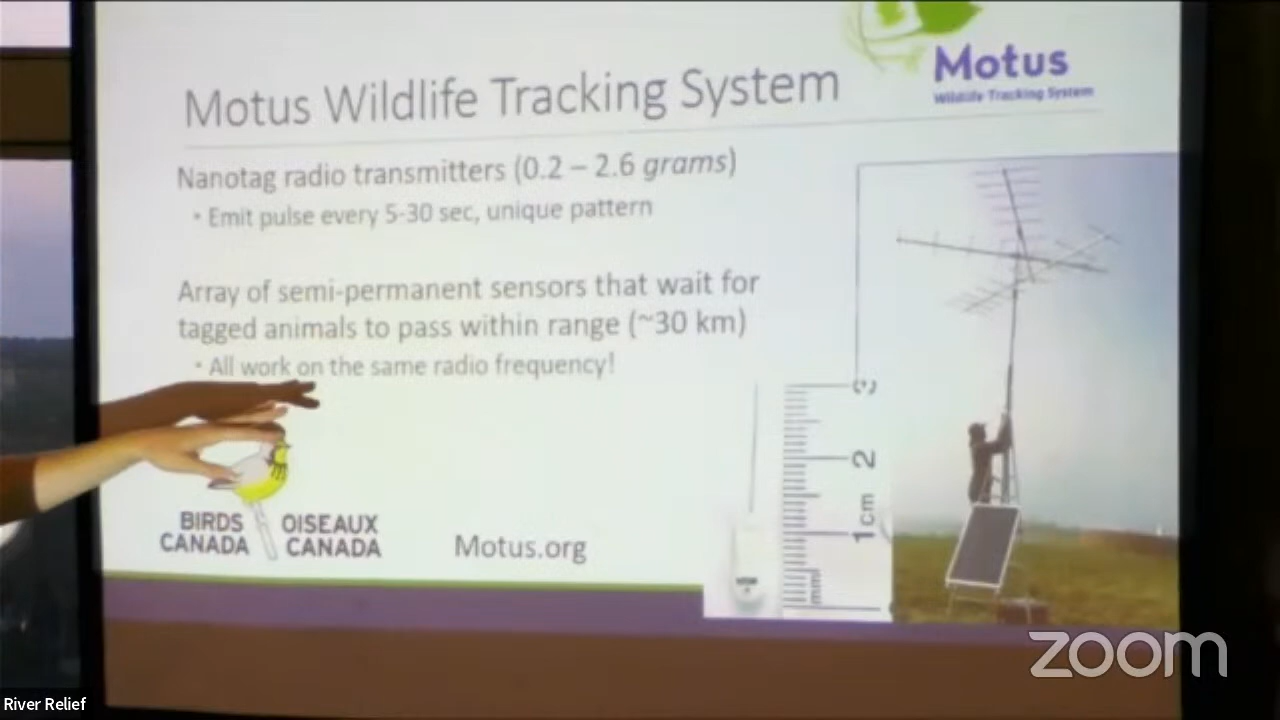 Motus Wildlife Tracking System
Motus
Wildlife Tracking System
Nanotag radio transmitters (0.2 – 2.6 grams)
• Emit pulse every 5-30 sec, unique pattern
Array of semi-permanent sensors that wait for
tagged animals to pass within range (~30 km)
• All work on the same radio frequency!
BIRDS CANADA
OISEAUX CANADA
Motus.org
3
2
1cm
mm
zoom
River Relief